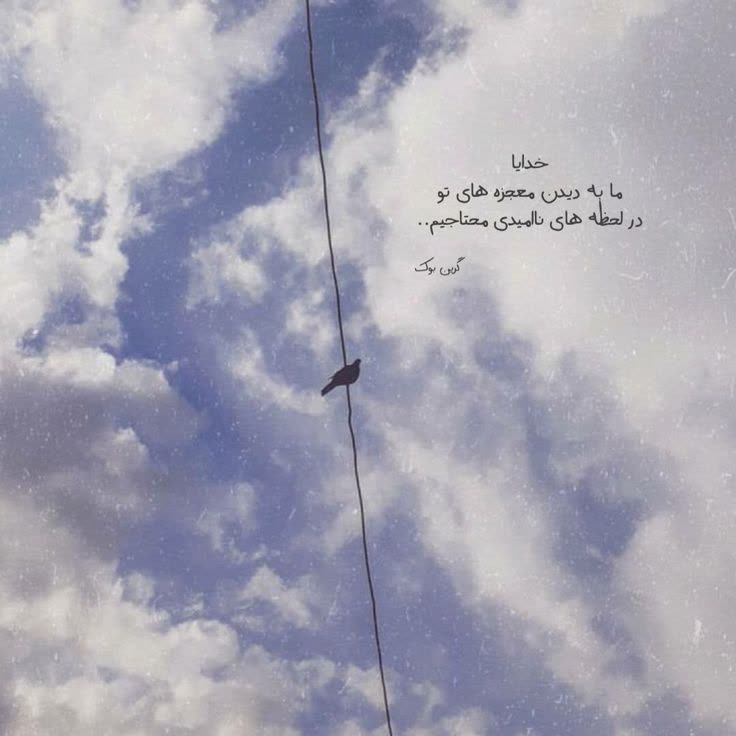 خدایا
ما به دیدن معجزه های تو
در لحظه های ناامیدی محتاجیم..
گرین بوک